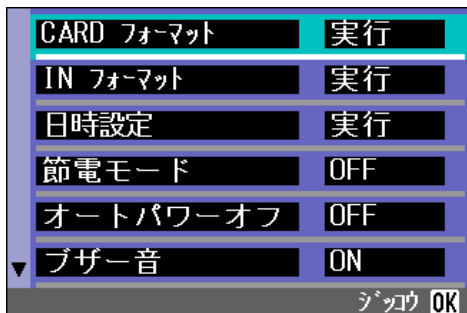 CARD フォーマット 実行
IN フォーマット 実行
日時設定 実行
節電モード OFF
オートパワーオフ OFF
ブザー音 ON
ジッコウ OK